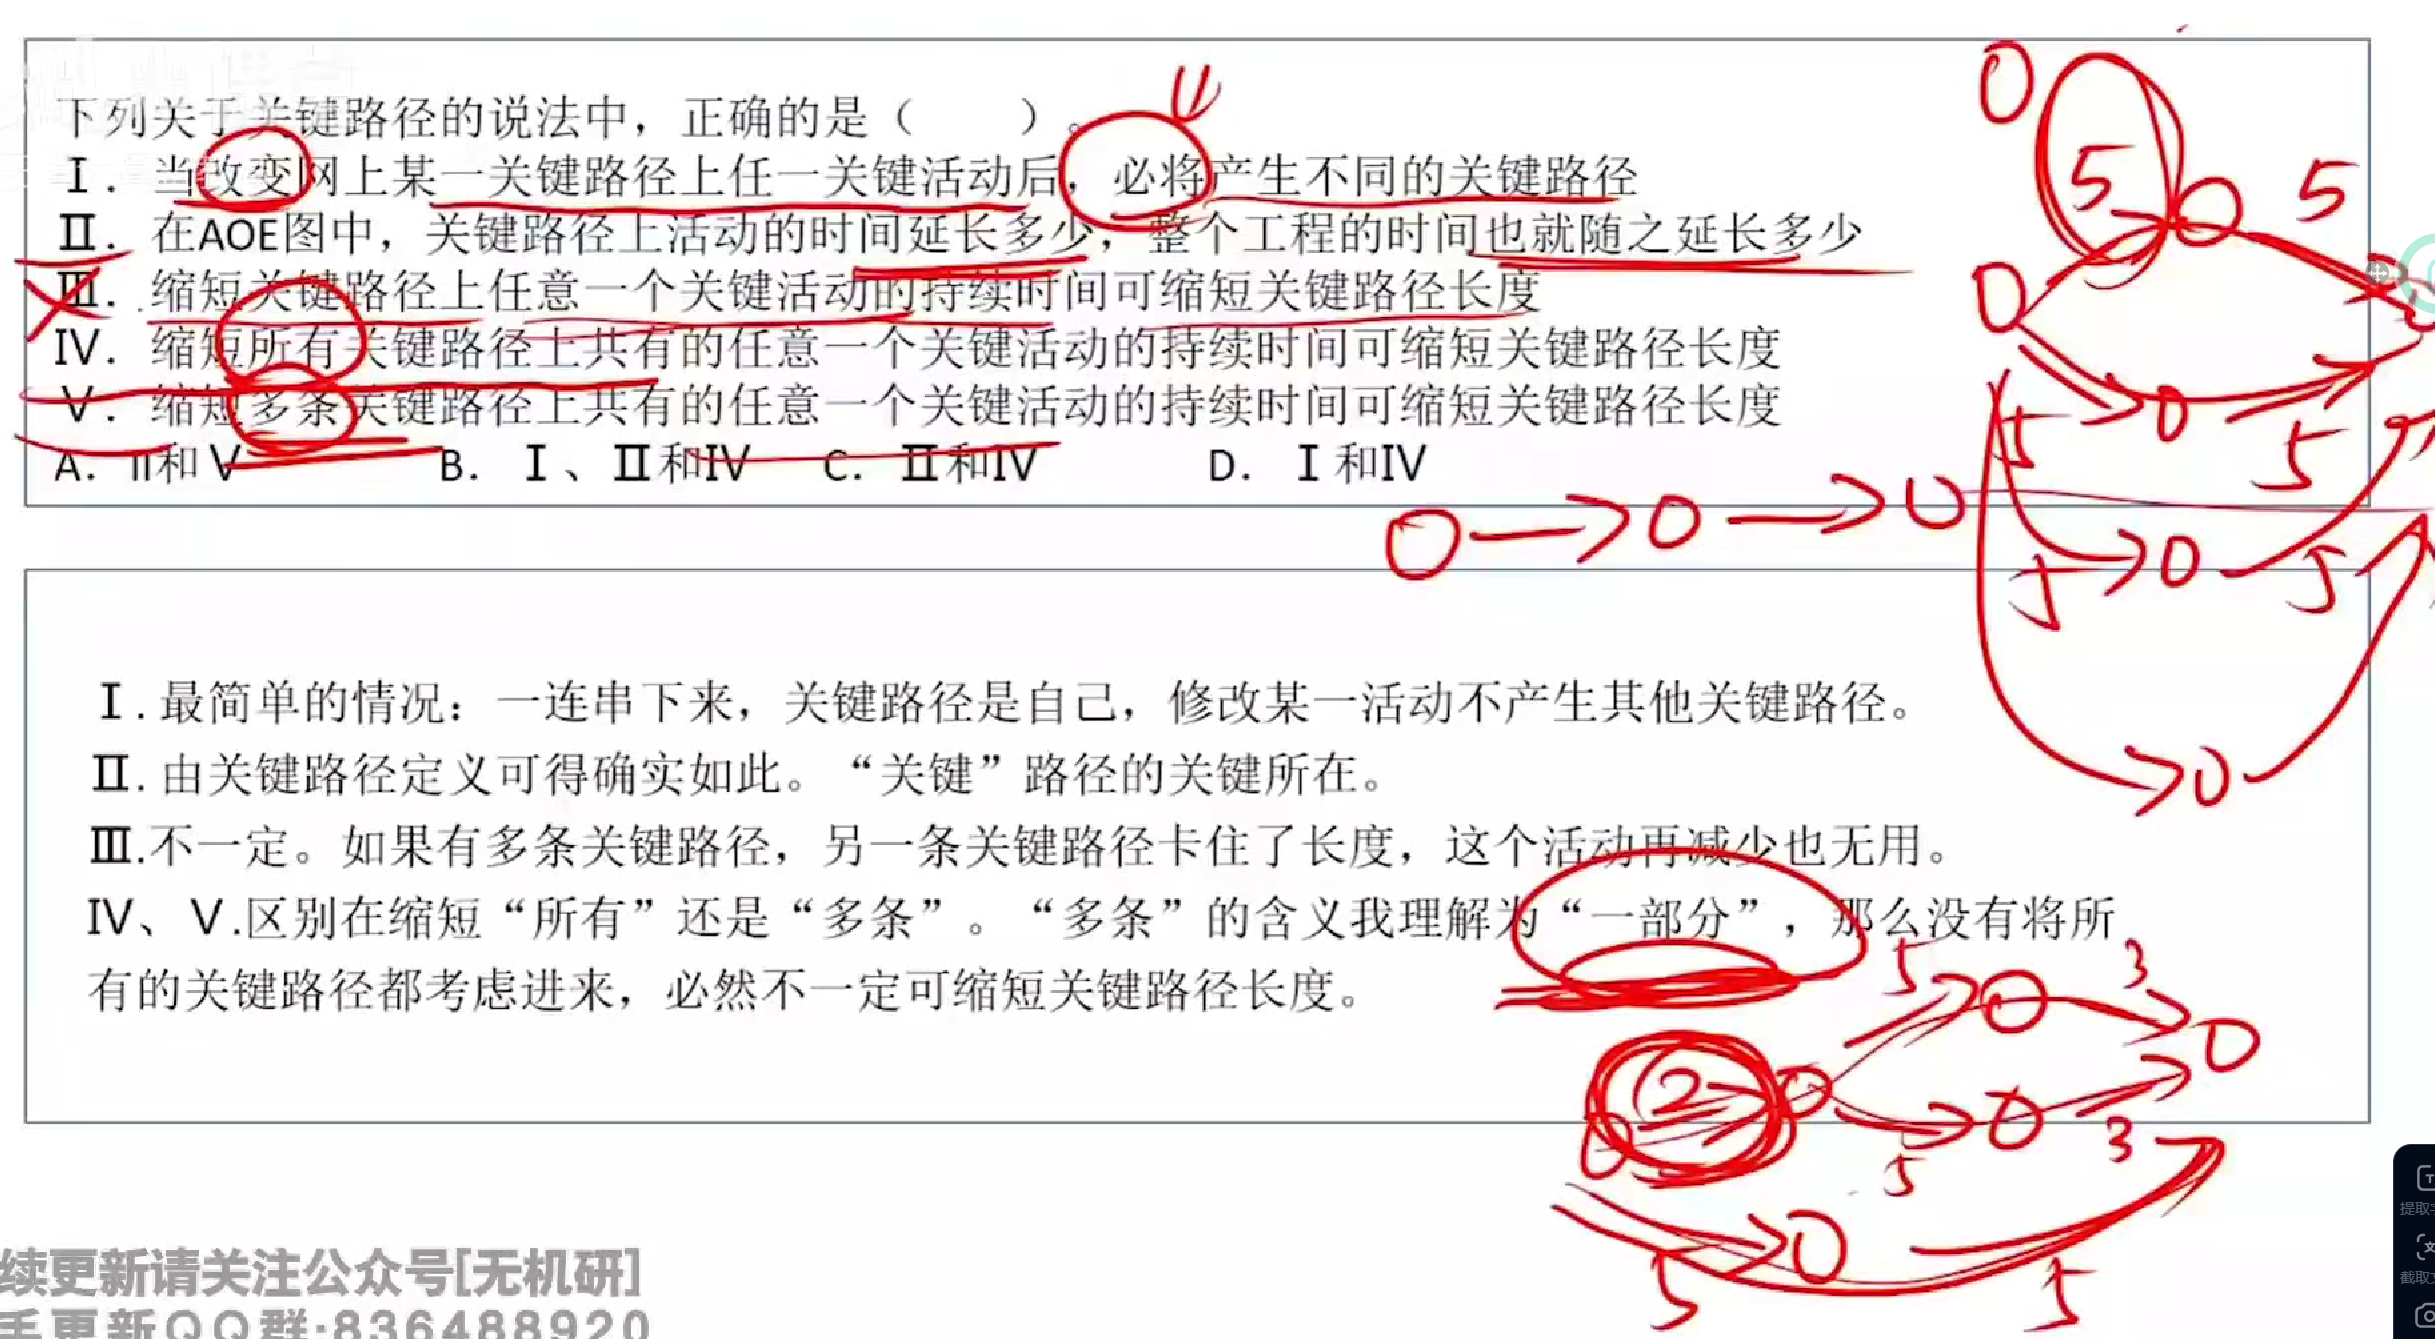 下列关于关键路径的说法中，正确的是（　　）。
Ⅰ．当改变网上某一关键路径上任一关键活动后，必将产生不同的关键路径
Ⅱ．在AOE图中，关键路径上活动的时间延长多少，整个工程的时间也就随之延长多少
Ⅲ．缩短关键路径上任意一个关键活动的持续时间可缩短关键路径长度
Ⅳ．缩短所有关键路径上共有的任意一个关键活动的持续时间可缩短关键路径长度
Ⅴ．缩短多条关键路径上共有的任意一个关键活动的持续时间可缩短关键路径长度
A．Ⅱ和Ⅴ　B．Ⅰ、Ⅱ和Ⅳ　C．Ⅱ和Ⅳ　D．Ⅰ和Ⅳ
5 5
5 5
5 5
Ⅰ.最简单的情况：一连串下来，关键路径是自己，修改某一活动不产生其他关键路径。
Ⅱ.由关键路径定义可得确实如此。“关键”路径的关键所在。
Ⅲ.不一定。如果有多条关键路径，另一条关键路径卡住了长度，这个活动再减少也无用。
Ⅳ、Ⅴ.区别在缩短“所有”还是“多条”。“多条”的含义我理解为“一部分”，那么没有将所
有的关键路径都考虑进来，必然不一定可缩短关键路径长度。
5 3
2
5 3
5 5
续更新请关注公众号[无机研]
更新QQ群:836488920
提取
截取